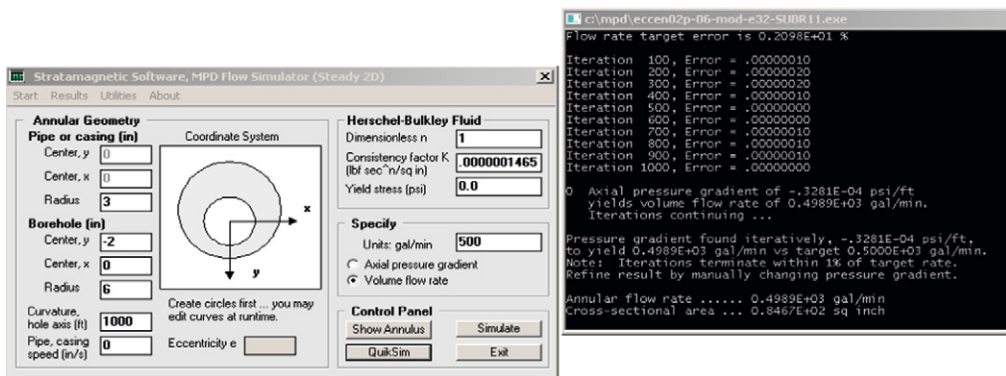 Stratamagnetic Software, MPD Flow Simulator (Steady 2D)
Start Results Utilities About
Annular Geometry
Pipe or casing (in)
Center, y 0
Center, x 0
Radius 3
Borehole (in)
Center, y -2
Center, x 0
Radius 6
Curvature, hole axis (ft) 1000
Pipe, casing speed (in/s) 0
Coordinate System
x
y
Create circles first ... you may
edit curves at runtime.
Eccentricity e
Herschel-Bulkley Fluid
Dimensionless n 1
Consistency factor K (lbf sec^n/sq in) .0000001465
Yield stress (psi) 0.0
Specify
Units: gal/min 500
Axial pressure gradient
Volume flow rate
Control Panel
Show Annulus Simulate
QuikSim Exit
c:\mpd\eccen02p-06-mod-e32-SUBR11.exe
Flow rate target error is 0.2098E+01 %
Iteration 100, Error = .00000010
Iteration 200, Error = .00000020
Iteration 300, Error = .00000020
Iteration 400, Error = .00000010
Iteration 500, Error = .00000000
Iteration 600, Error = .00000010
Iteration 700, Error = .00000010
Iteration 800, Error = .00000010
Iteration 900, Error = .00000010
Iteration 1000, Error = .00000000
O Axial pressure gradient of -.3281E-04 psi/ft
yields volume flow rate of 0.4989E+03 gal/min.
Iterations continuing ...
Pressure gradient found iteratively, -.3281E-04 psi/ft,
to yield 0.4989E+03 gal/min vs target 0.5000E+03 gal/min.
Note: Iterations terminate within 1% of target rate.
Refine result by manually changing pressure gradient.
Annular flow rate ...... 0.4989E+03 gal/min
Cross-sectional area ... 0.8467E+02 sq inch